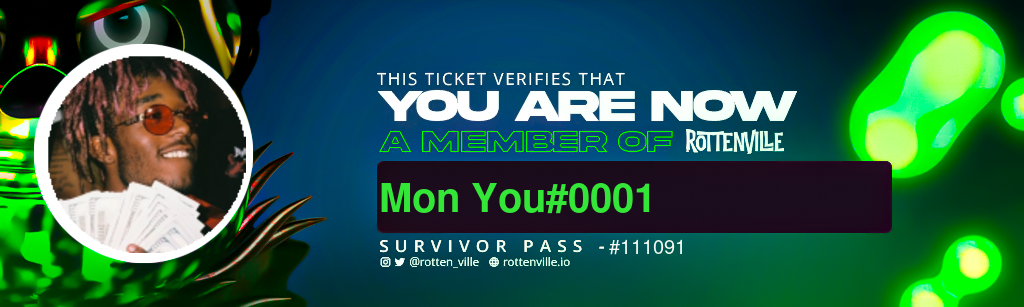 THIS TICKET VERIFIES THAT
YOU ARE NOW
A MEMBER OF ROTTENVILLE
Mon You#0001
SURVIVOR PASS - #111091
@rotten_ville rottenville.io